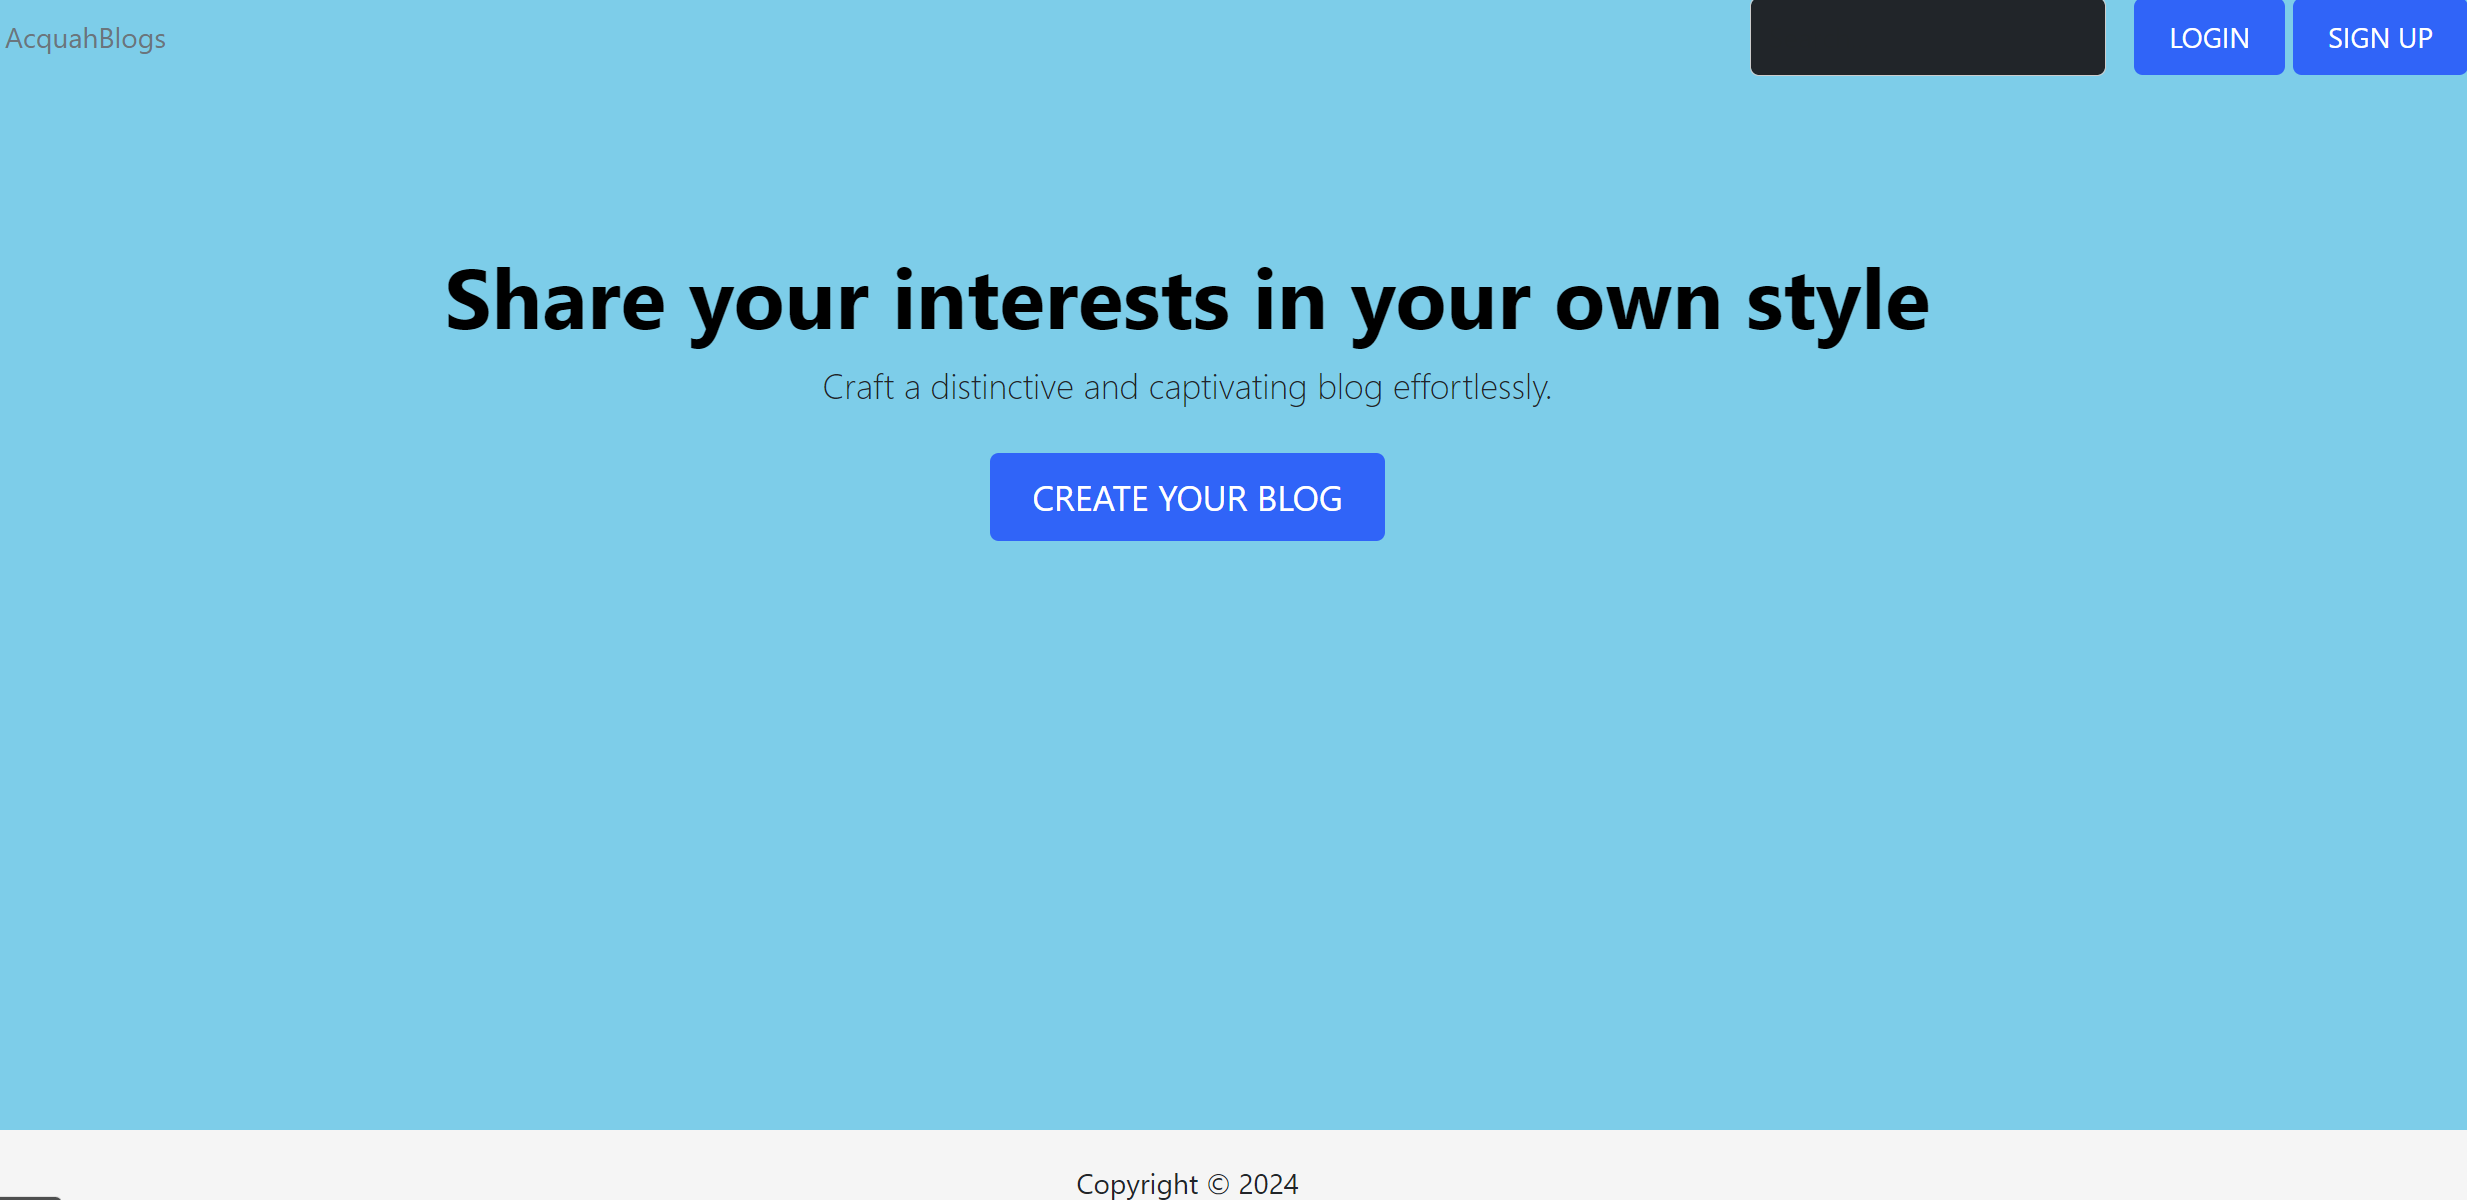 AcquahBlogs
LOGIN
SIGN UP
Share your interests in your own style
Craft a distinctive and captivating blog effortlessly.
CREATE YOUR BLOG
Copyright © 2024